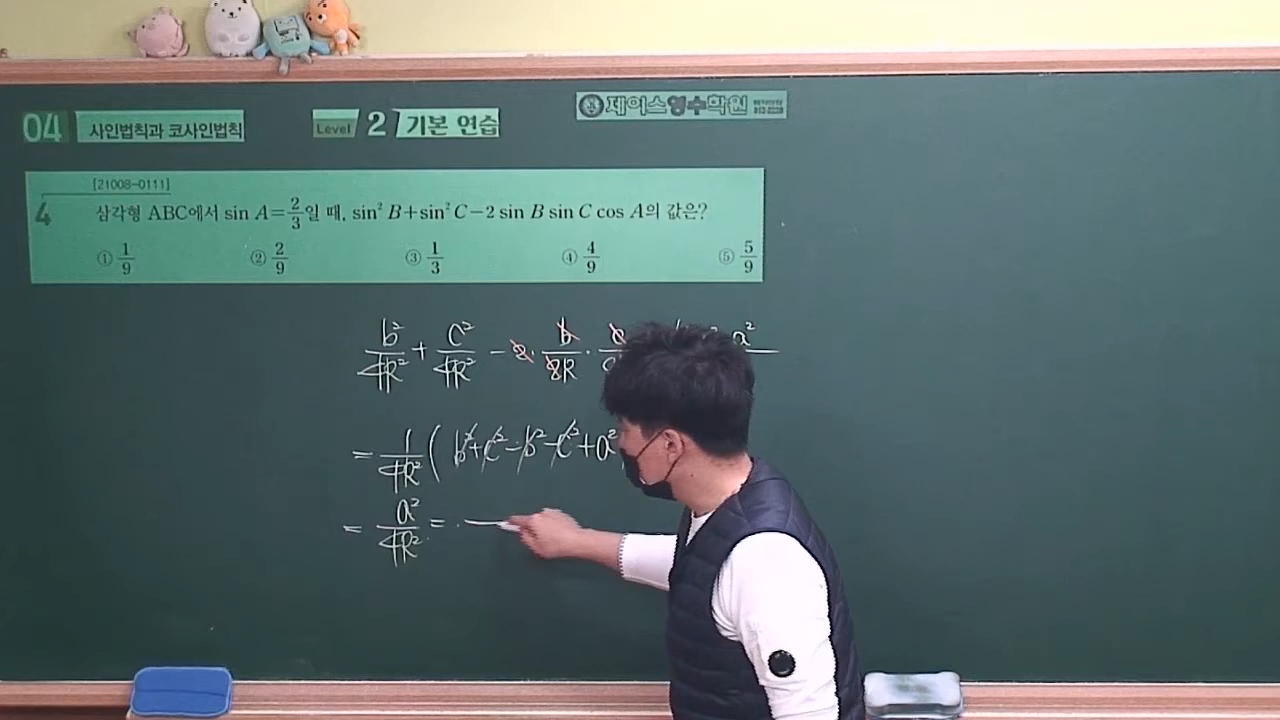 04 사인법칙과 코사인법칙 Level 2 기본 연습 제이스영수학원
[21008-0111]
4 삼각형 ABC에서 sin A=2/3일 때, sin² B+sin² C-2 sin B sin C cos A의 값은?
① 1/9 ② 2/9 ③ 1/3 ④ 4/9 ⑤ 5/9
b²/4R² + c²/4R² - 2 · b/2R · a²
= 1/4R² ( b²+c²-b²-c²+a²
= a²/4R² =